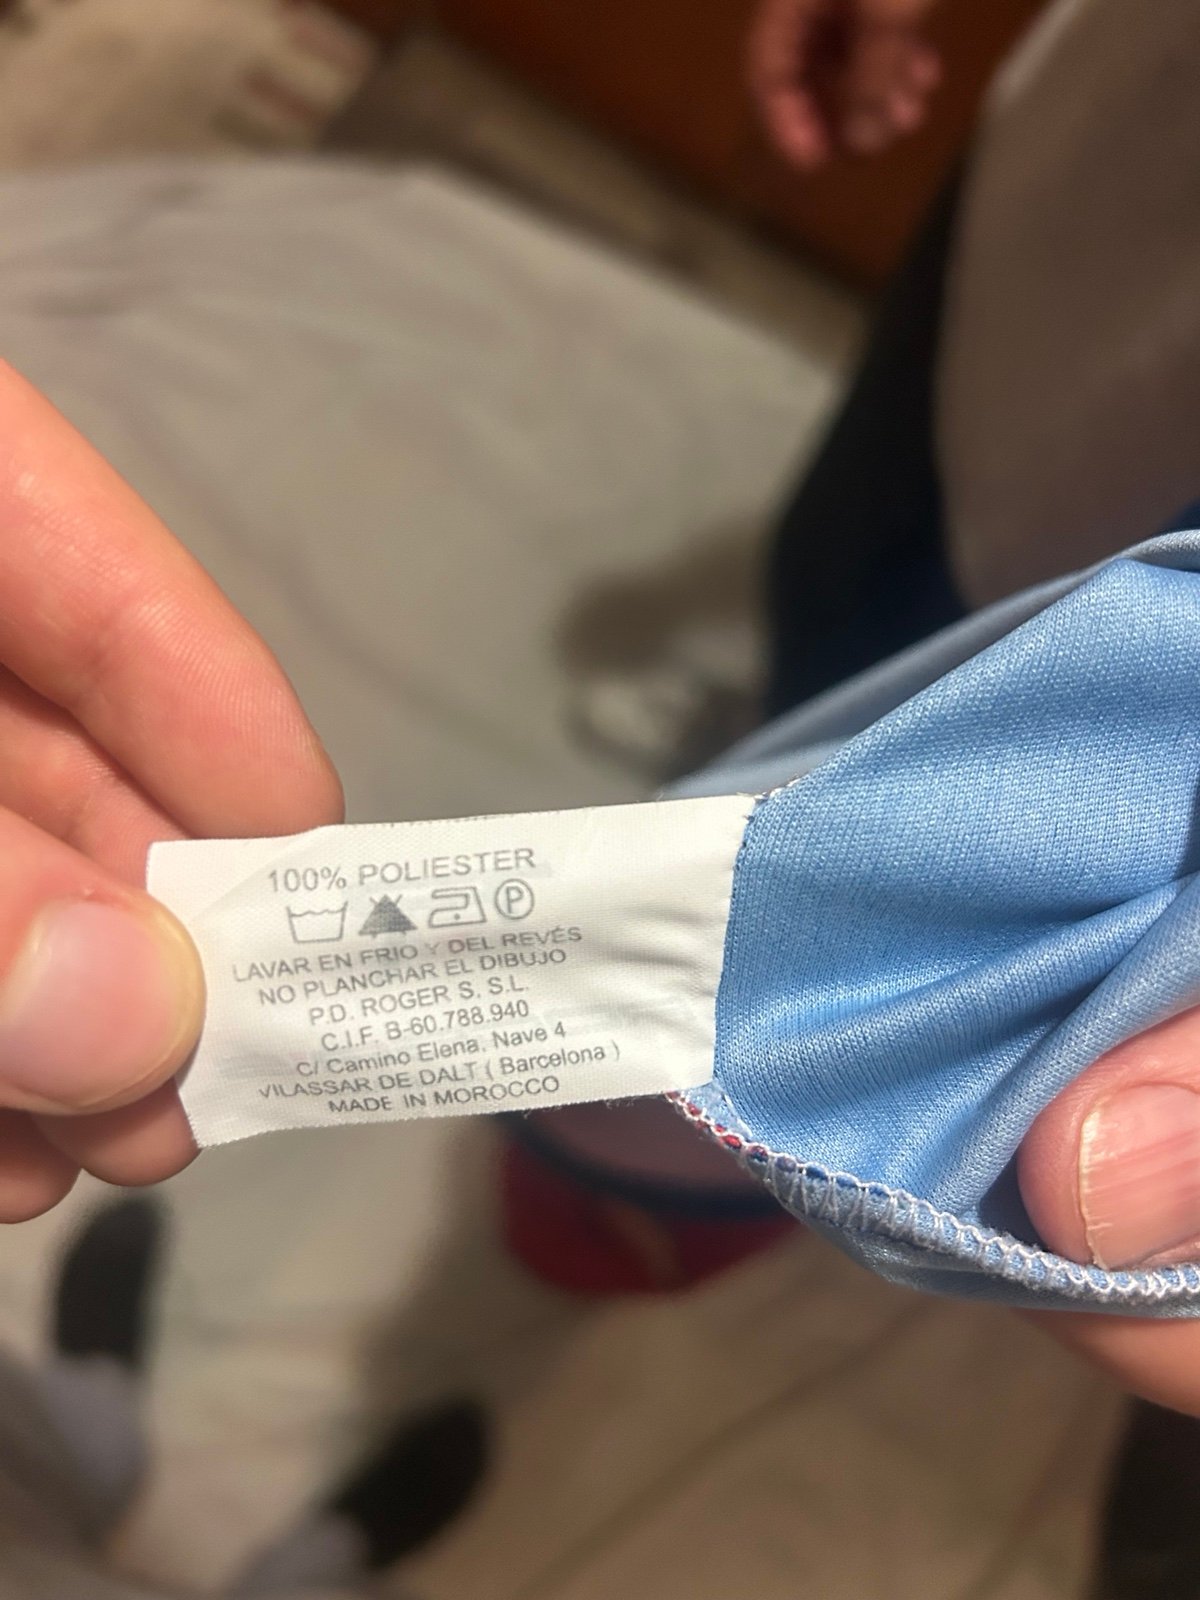 100% POLIESTER
P
LAVAR EN FRIO Y DEL REVÉS
NO PLANCHAR EL DIBUJO
P.D. ROGER S, S.L.
C.I.F. B-60.788.940
C/ Camino Elena, Nave 4
VILASSAR DE DALT ( Barcelona )
MADE IN MOROCCO